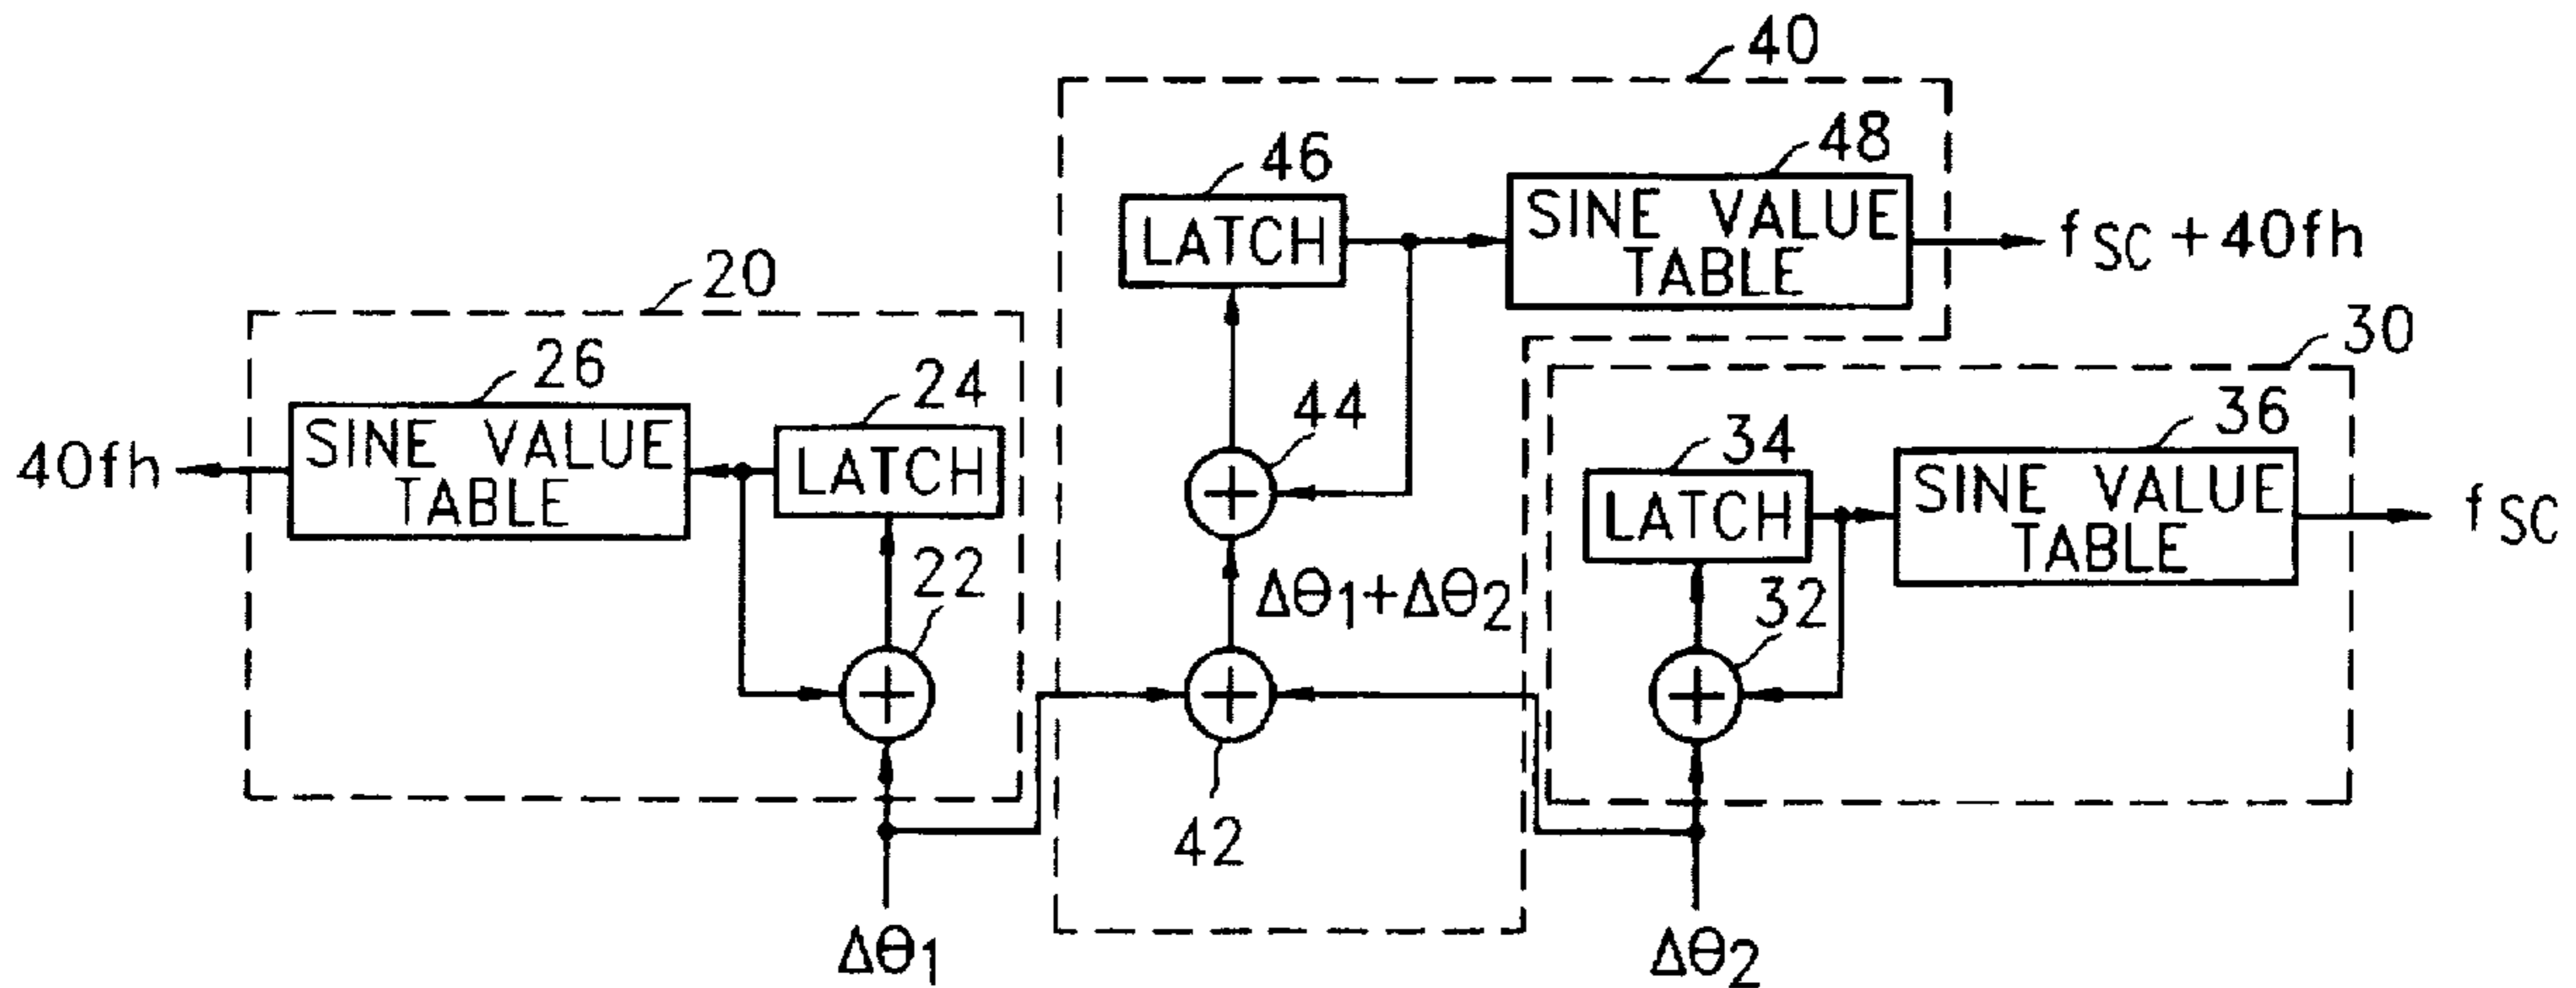 40
46
48
LATCH
SINE VALUE
TABLE
fSC + 40fh
20
30
26
24
44
34
36
40fh
SINE VALUE
TABLE
LATCH
LATCH
SINE VALUE
TABLE
fSC
22
Δθ1+Δθ2
32
42
Δθ1
Δθ2